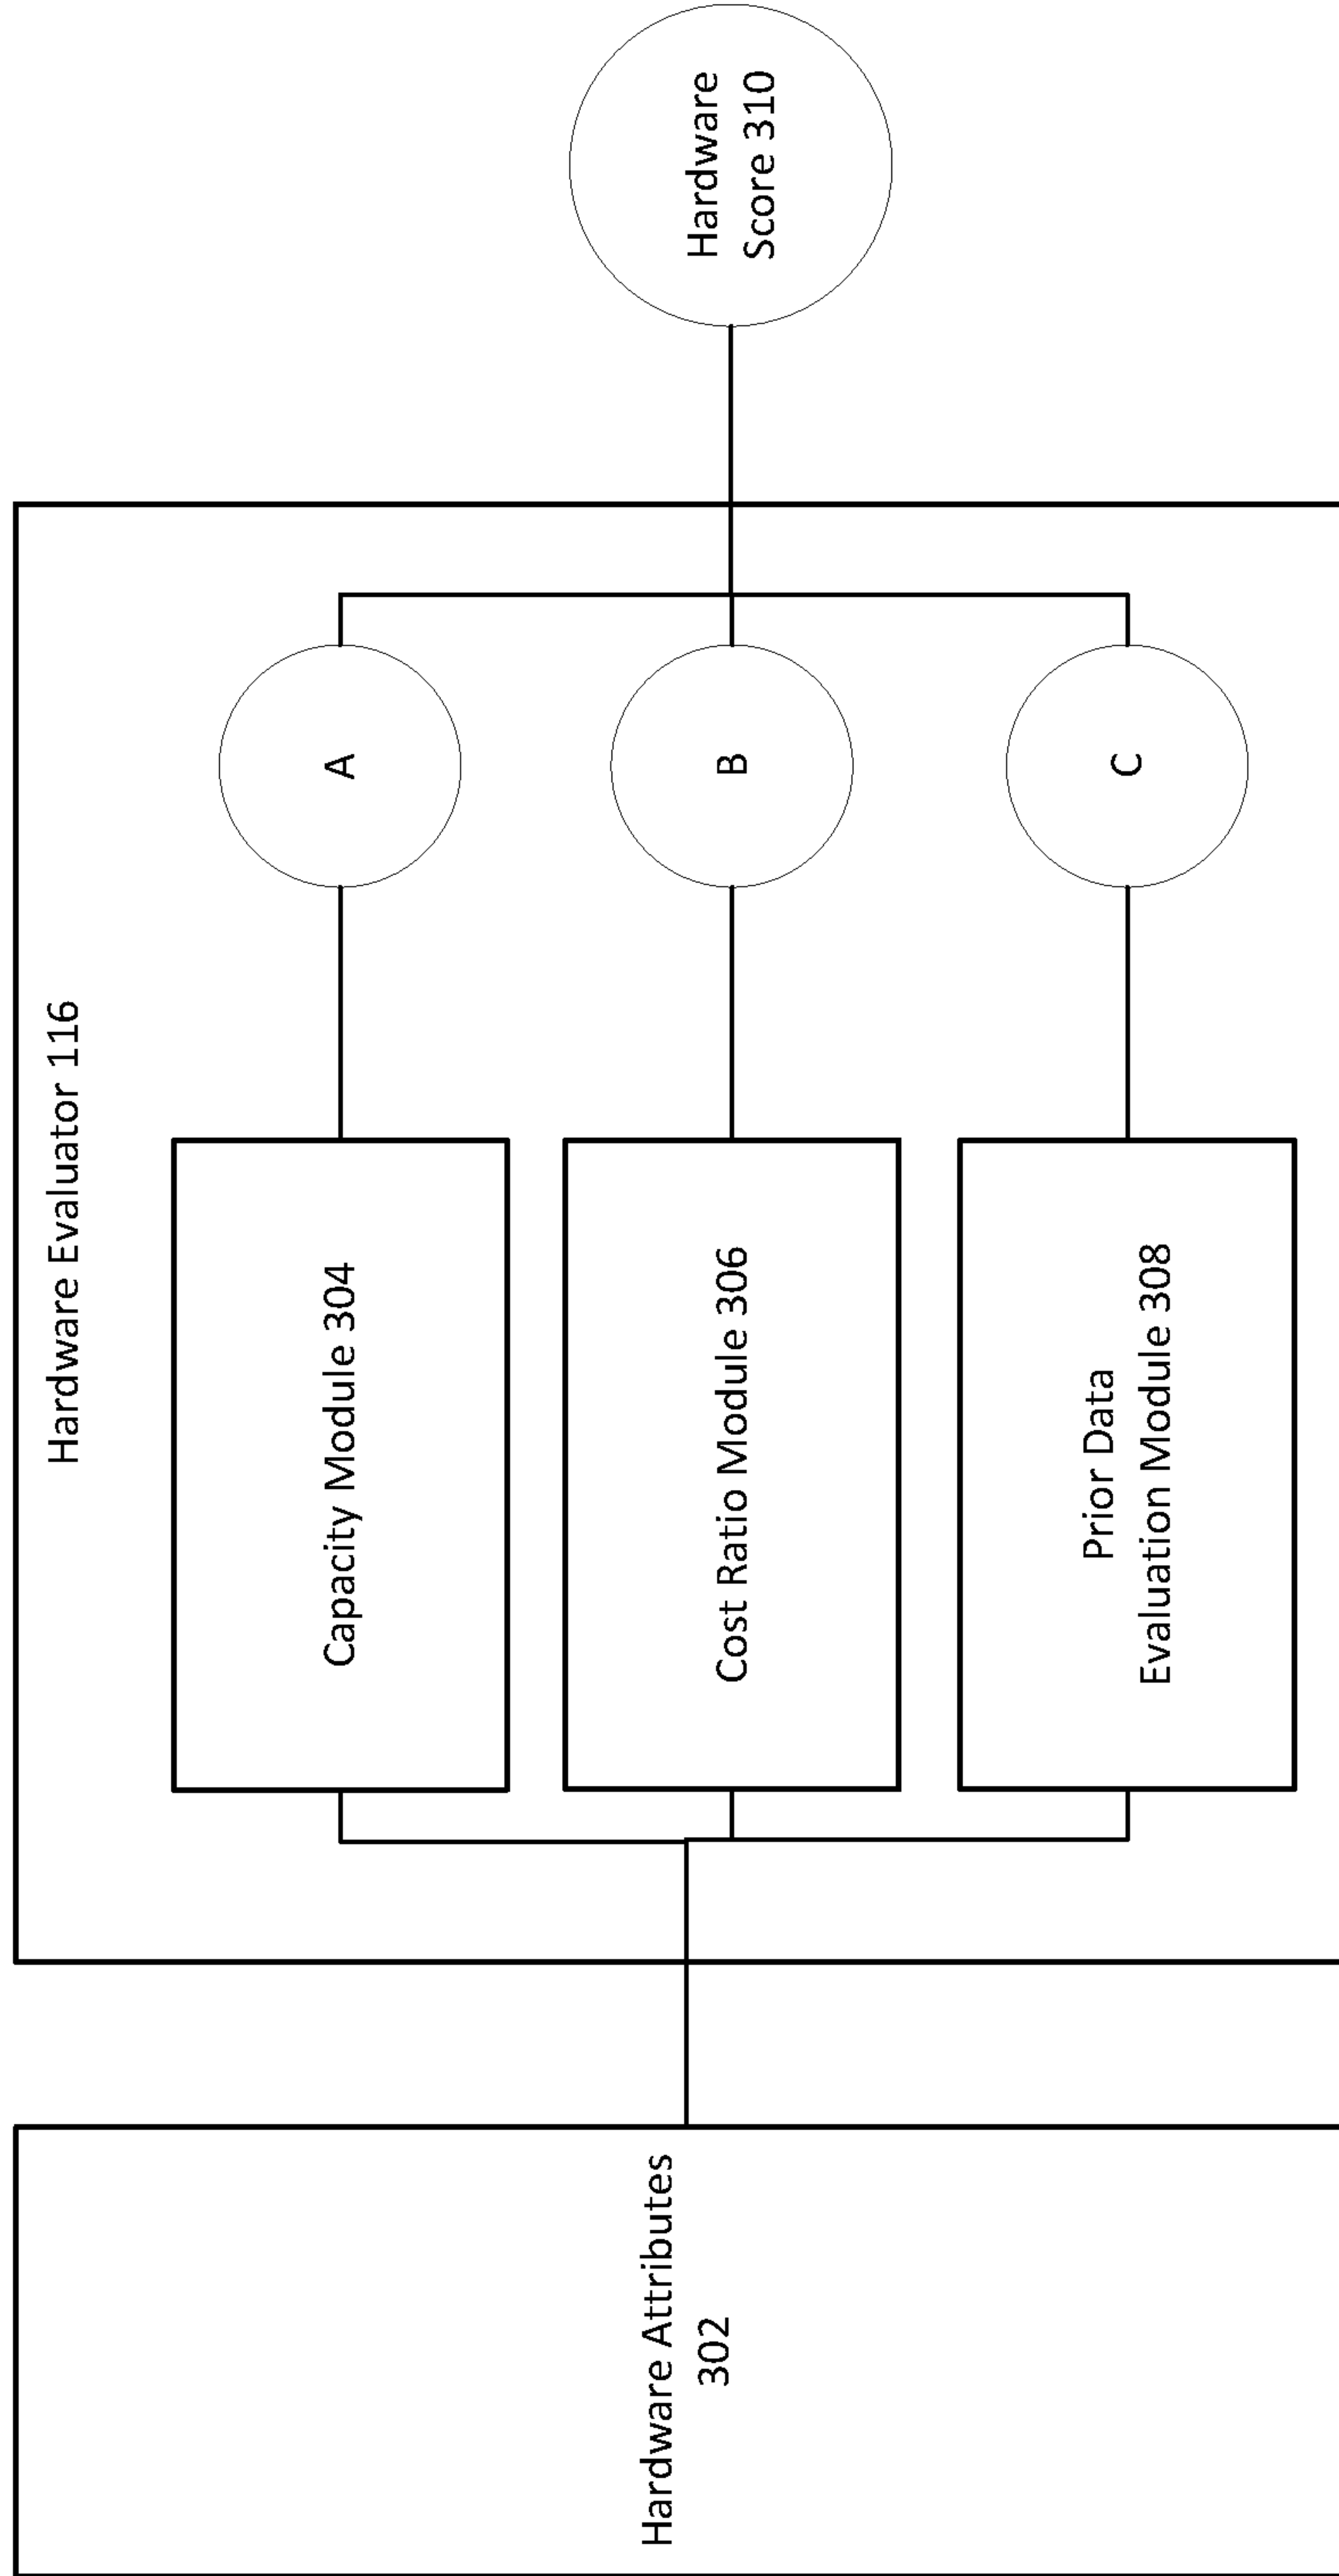 Hardware Evaluator 116
Hardware Attributes
302
Capacity Module 304
A
Cost Ratio Module 306
B
Prior Data
Evaluation Module 308
C
Hardware
Score 310